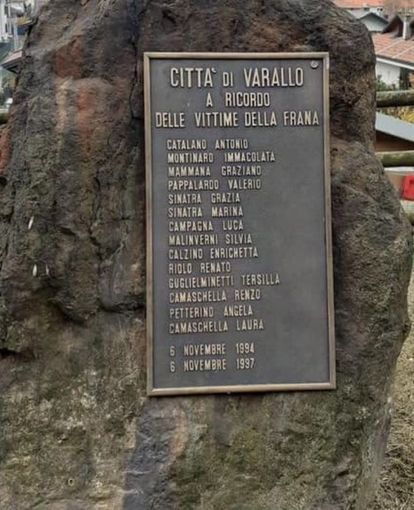 CITTA' DI VARALLO
A RICORDO
DELLE VITTIME DELLA FRANA
CATALANO ANTONIO
MONTINARO IMMACOLATA
MAMMANA GRAZIANO
PAPPALARDO VALERIO
SINATRA GRAZIA
SINATRA MARINA
CAMPAGNA LUCA
MALINVERNI SILVIA
CALZINO ENRICHETTA
RIOLO RENATO
GUGLIELMINETTI TERSILLA
CAMASCHELLA RENZO
PETTERINO ANGELA
CAMASCHELLA LAURA
6 NOVEMBRE 1994
6 NOVEMBRE 1997